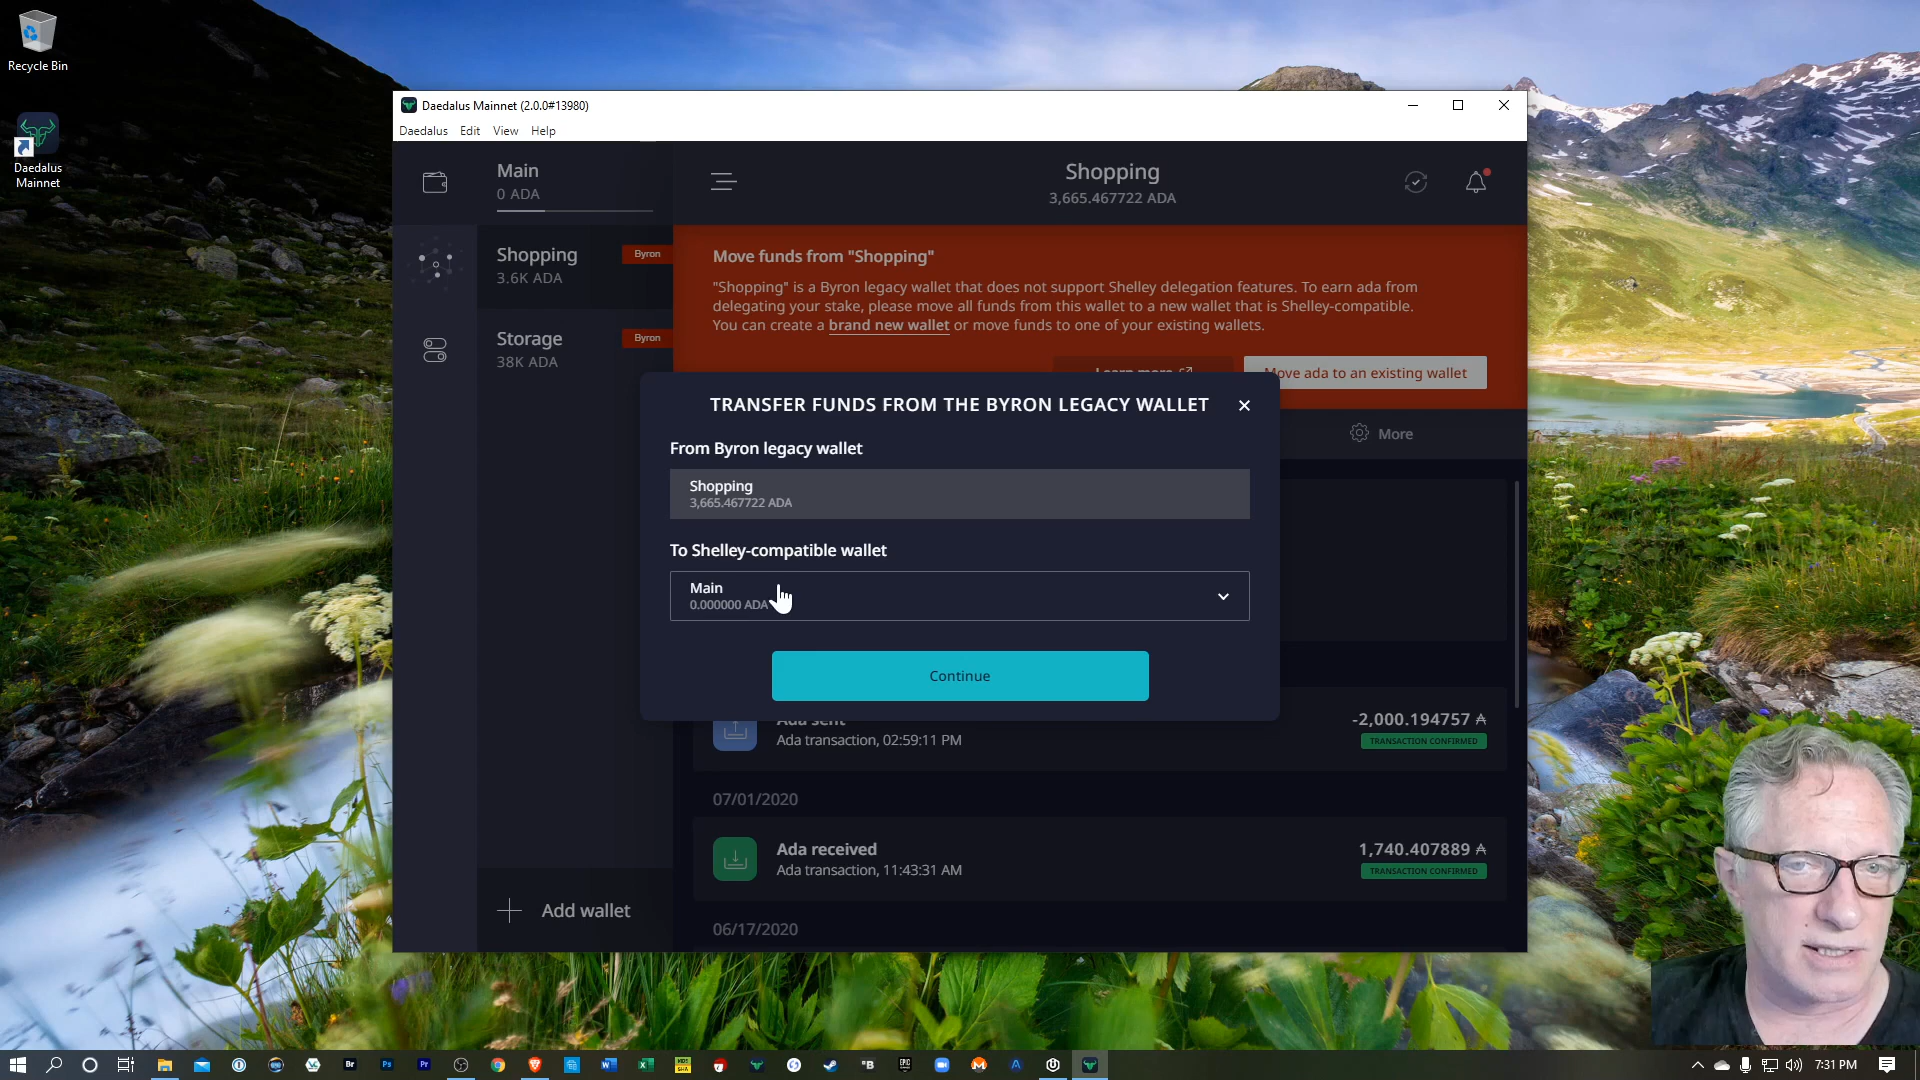 Recycle Bin
Daedalus
Mainnet
Daedalus Mainnet (2.0.0#13980)
Daedalus Edit View Help
Main
0 ADA
Shopping
3,665.467722 ADA
Shopping
Byron
3.6K ADA
Storage
Byron
38K ADA
Move funds from "Shopping"
"Shopping" is a Byron legacy wallet that does not support Shelley delegation features. To earn ada from
delegating your stake, please move all funds from this wallet to a new wallet that is Shelley-compatible.
You can create a brand new wallet or move funds to one of your existing wallets.
Learn more
Move ada to an existing wallet
More
TRANSFER FUNDS FROM THE BYRON LEGACY WALLET
From Byron legacy wallet
Shopping
3,665.467722 ADA
To Shelley-compatible wallet
Main
0.000000 ADA
Continue
Ada sent
-2,000.194757 ₳
Ada transaction, 02:59:11 PM
TRANSACTION CONFIRMED
07/01/2020
Ada received
1,740.407889 ₳
Ada transaction, 11:43:31 AM
TRANSACTION CONFIRMED
06/17/2020
Add wallet
Br
Ps
Pr
7:31 PM